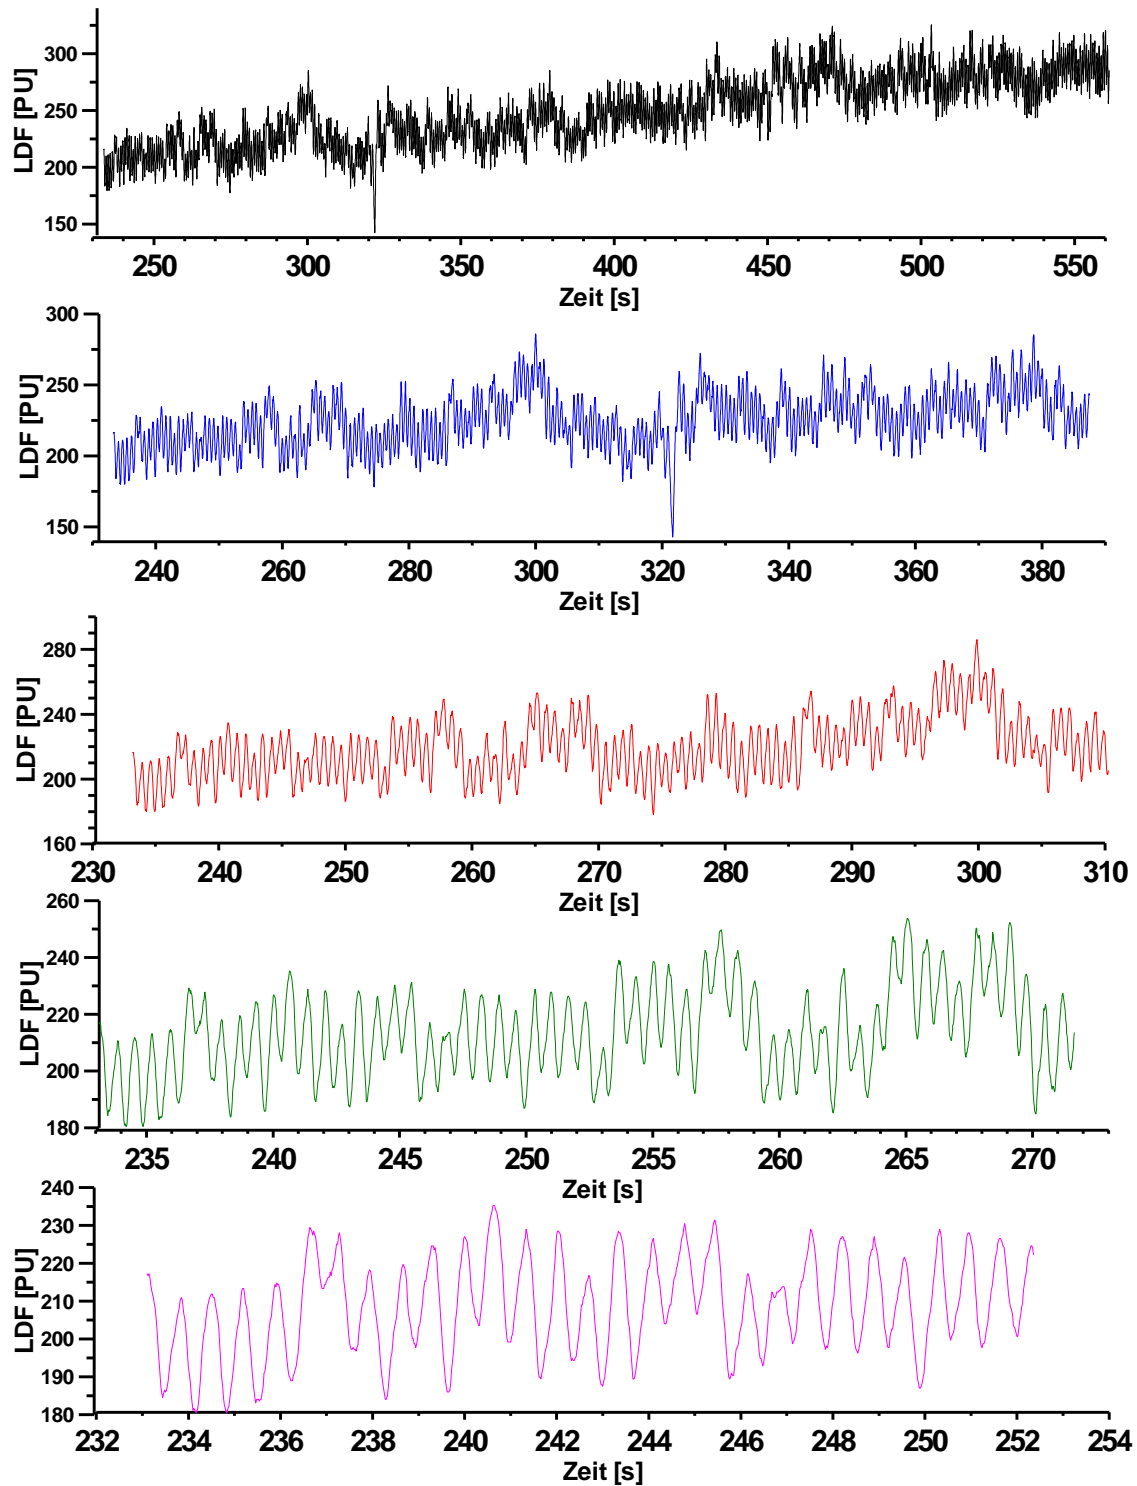 LDF [PU]
300
250
200
150
250 300 350 400 450 500 550
Zeit [s]
LDF [PU]
300
250
200
150
240 260 280 300 320 340 360 380
Zeit [s]
LDF [PU]
280
240
200
160
230 240 250 260 270 280 290 300 310
Zeit [s]
LDF [PU]
260
240
220
200
180
235 240 245 250 255 260 265 270
Zeit [s]
LDF [PU]
240
230
220
210
200
190
180
232 234 236 238 240 242 244 246 248 250 252 254
Zeit [s]